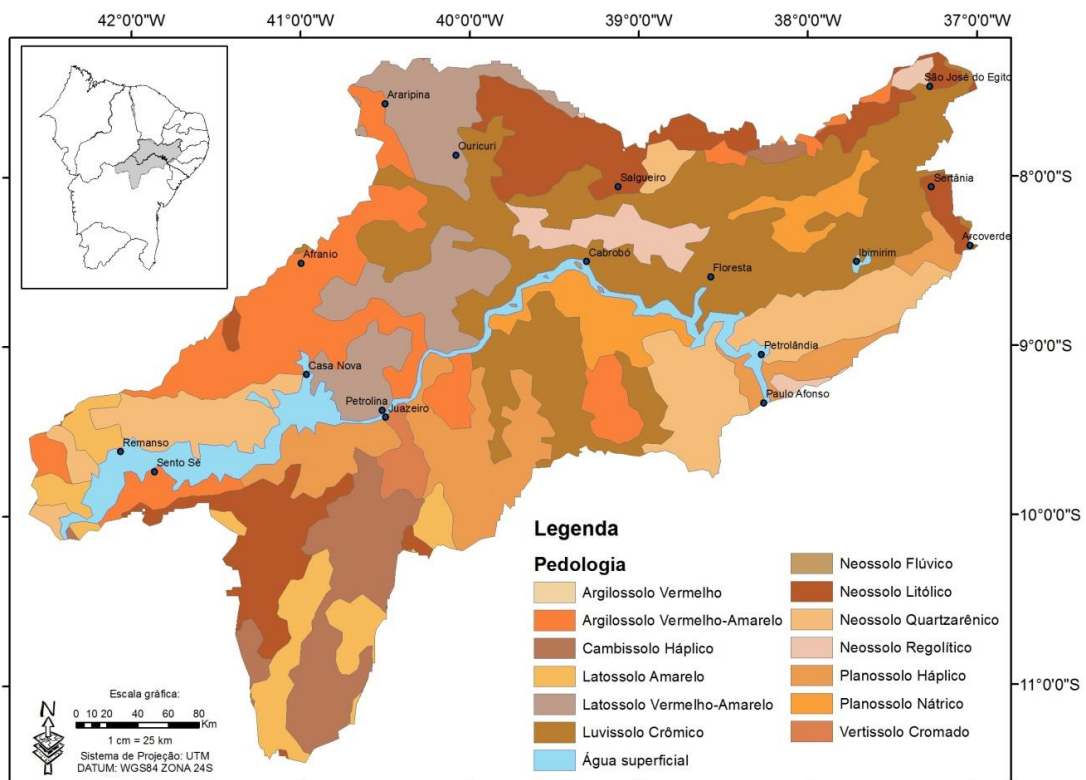 42°0'0"W 41°0'0"W 40°0'0"W 39°0'0"W 38°0'0"W 37°0'0"W
São José do Egito
Araripina
Ouricurí
8°0'0"S
Salgueiro
Sertânia
Arcoverde
Afranio
Cabrobó
Ibimirim
Floresta
9°0'0"S
Petrolândia
Casa Nova
Petrolina
Juazeiro
Paulo Afonso
Remanso
Sento Sè
10°0'0"S
Legenda
Pedologia
Argilossolo Vermelho
Argilossolo Vermelho-Amarelo
Cambissolo Háplico
Latossolo Amarelo
Latossolo Vermelho-Amarelo
Luvissolo Crômico
Água superficial
Neossolo Flúvico
Neossolo Litólico
Neossolo Quartzarênico
Neossolo Regolítico
Planossolo Háplico
Planossolo Nátrico
Vertissolo Cromado
11°0'0"S
N
Escala gráfica:
0 10 20 40 60 80
Km
1 cm = 25 km
Sistema de Projeção: UTM
DATUM: WGS84 ZONA 24S